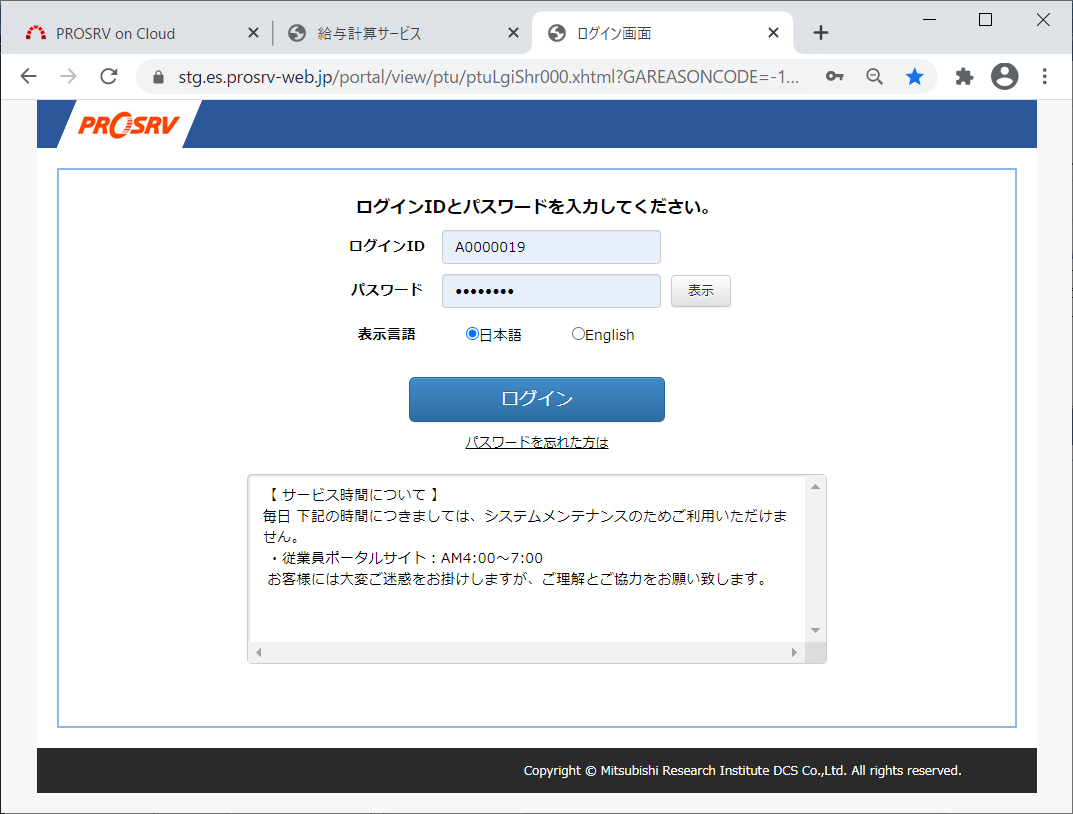 PROSRV on Cloud
給与計算サービス
ログイン画面
stg.es.prosrv-web.jp/portal/view/ptu/ptuLgiShr000.xhtml?GAREASONCODE=-1...
PROSRV
ログインIDとパスワードを入力してください。
ログインID A0000019
パスワード •••••••• 表示
表示言語 日本語 English
ログイン
パスワードを忘れた方は
【 サービス時間について 】
毎日 下記の時間につきましては、システムメンテナンスのためご利用いただけま
せん。
・従業員ポータルサイト：AM4:00～7:00
お客様には大変ご迷惑をお掛けしますが、ご理解とご協力をお願い致します。
Copyright © Mitsubishi Research Institute DCS Co.,Ltd. All rights reserved.